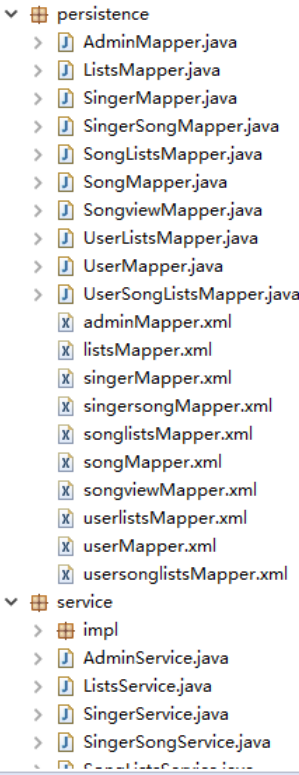 persistence
AdminMapper.java
ListsMapper.java
SingerMapper.java
SingerSongMapper.java
SongListsMapper.java
SongMapper.java
SongviewMapper.java
UserListsMapper.java
UserMapper.java
UserSongListsMapper.java
adminMapper.xml
listsMapper.xml
singerMapper.xml
singersongMapper.xml
songlistsMapper.xml
songMapper.xml
songviewMapper.xml
userlistsMapper.xml
userMapper.xml
usersonglistsMapper.xml
service
impl
AdminService.java
ListsService.java
SingerService.java
SingerSongService.java
SongListsService.java